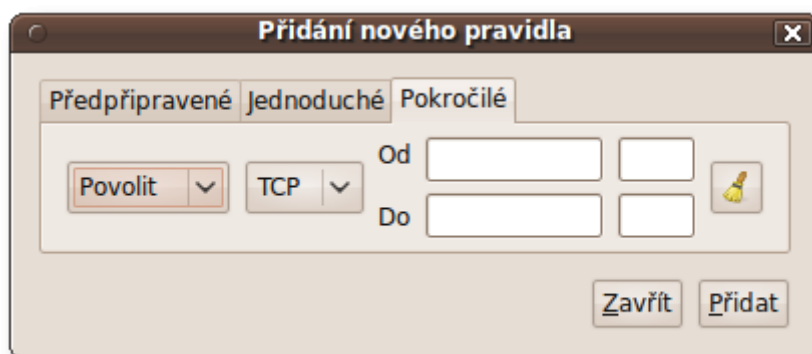 Přidání nového pravidla
Předpřipravené Jednoduché Pokročilé
Povolit TCP Od
Do
Zavřít Přidat